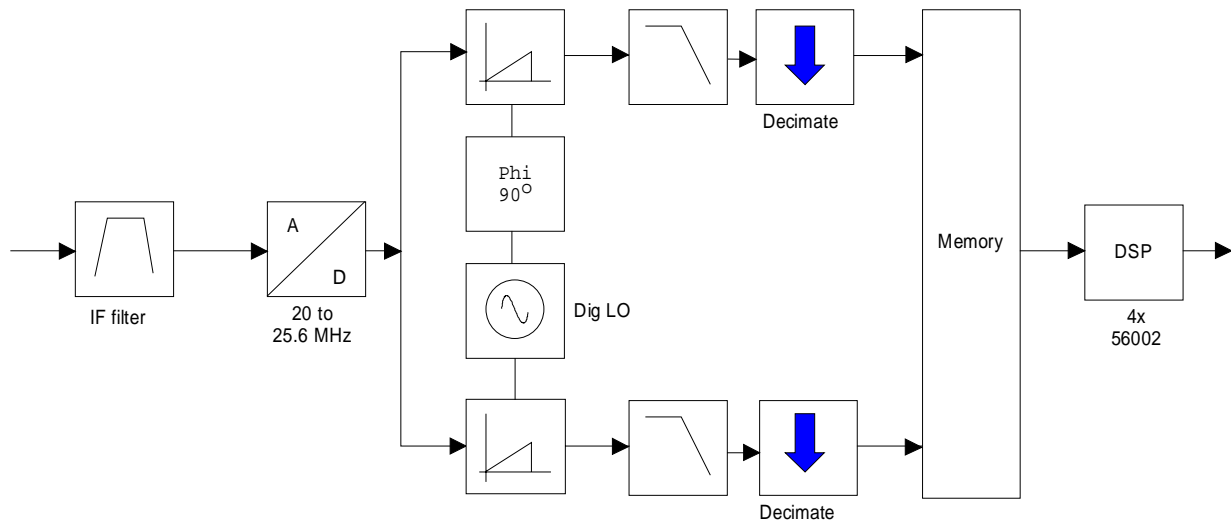 Decimate
Phi
90°
A
D
Memory
DSP
IF filter
20 to
25.6 MHz
Dig LO
4x
56002
Decimate